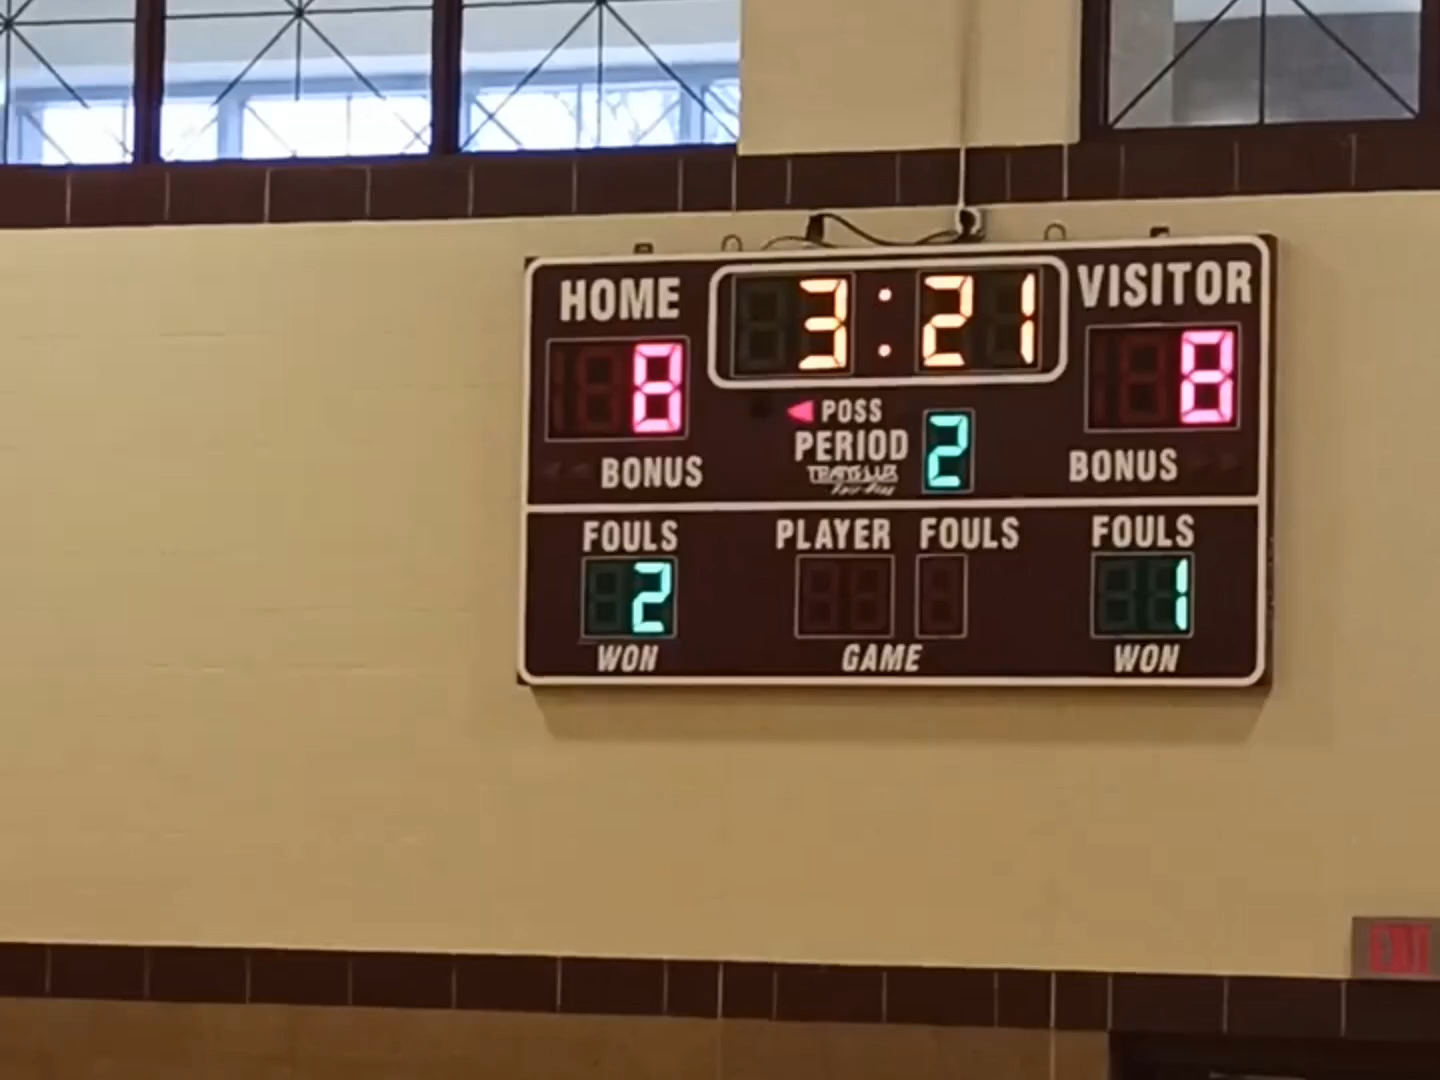 HOME 3:21 VISITOR
8 8
POSS
PERIOD 2
BONUS BONUS
FOULS PLAYER FOULS FOULS
2 1
WON GAME WON
EXIT